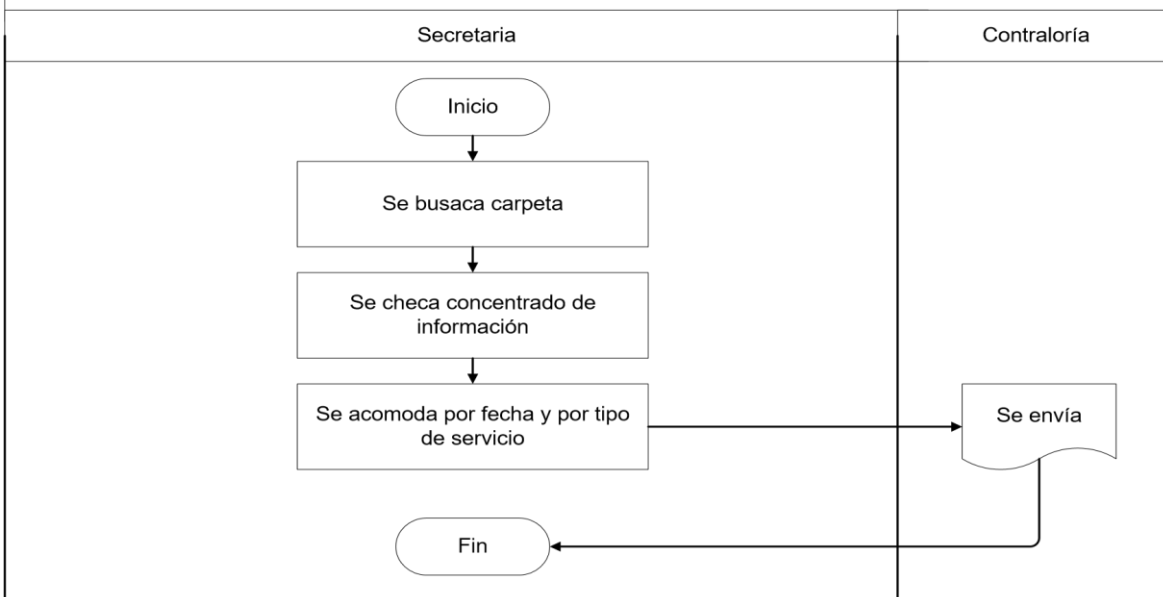 Secretaria
Contraloría
Inicio
Se busaca carpeta
Se checa concentrado de
información
Se acomoda por fecha y por tipo
de servicio
Se envía
Fin